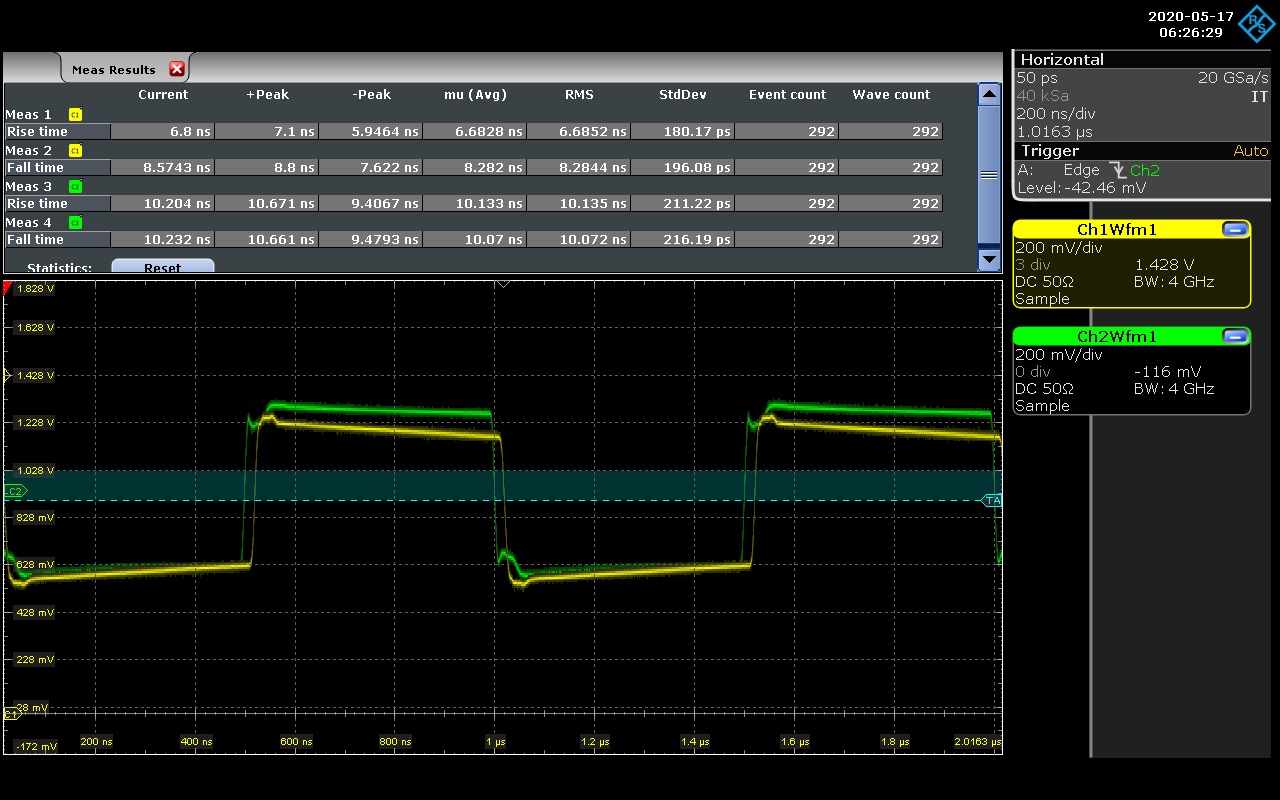 2020-05-17
06:26:29
R&S
Meas Results
Current +Peak -Peak mu (Avg) RMS StdDev Event count Wave count
Meas 1 C1
Rise time 6.8 ns 7.1 ns 5.9464 ns 6.6828 ns 6.6852 ns 180.17 ps 292 292
Meas 2 C1
Fall time 8.5743 ns 8.8 ns 7.622 ns 8.282 ns 8.2844 ns 196.08 ps 292 292
Meas 3 C2
Rise time 10.204 ns 10.671 ns 9.4067 ns 10.133 ns 10.135 ns 211.22 ps 292 292
Meas 4 C2
Fall time 10.232 ns 10.661 ns 9.4793 ns 10.07 ns 10.072 ns 216.19 ps 292 292
Statistics: Reset
Horizontal
50 ps 20 GSa/s
40 kSa IT
200 ns/div
1.0163 µs
Trigger Auto
A: Edge Ch2
Level: -42.46 mV
Ch1Wfm1
200 mV/div
3 div 1.428 V
DC 50Ω BW: 4 GHz
Sample
Ch2Wfm1
200 mV/div
0 div -116 mV
DC 50Ω BW: 4 GHz
Sample
1.828 V
1.628 V
1.428 V
1.228 V
1.028 V
C2
TA
828 mV
628 mV
428 mV
228 mV
28 mV
C1
-172 mV
200 ns 400 ns 600 ns 800 ns 1 µs 1.2 µs 1.4 µs 1.6 µs 1.8 µs 2.0163 µs